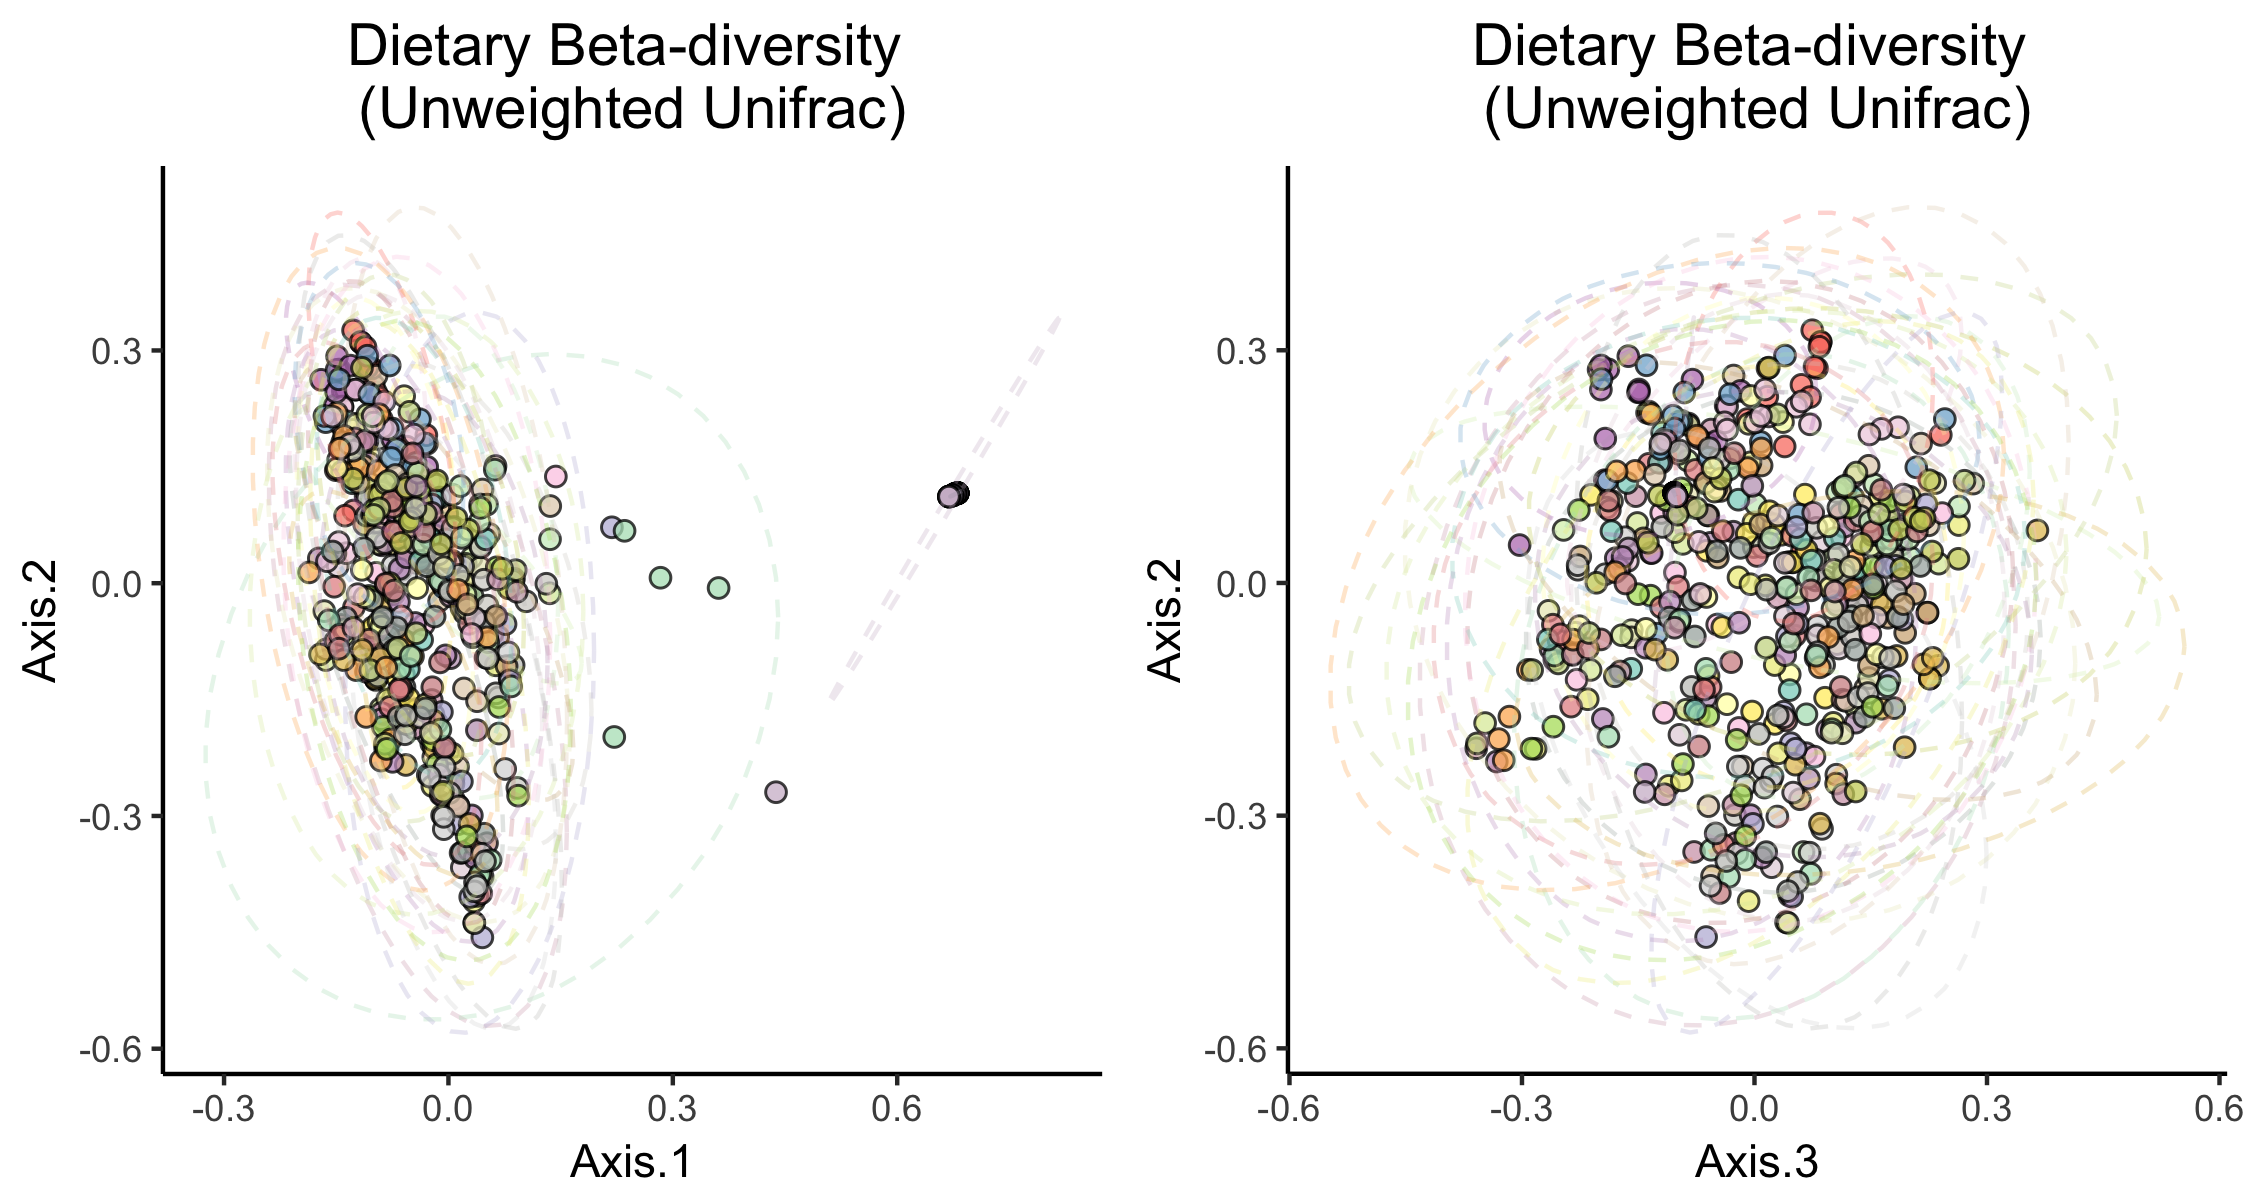 Dietary Beta-diversity
(Unweighted Unifrac)
0.3
0.0
-0.3
-0.6
Axis.2
-0.3 0.0 0.3 0.6
Axis.1
Dietary Beta-diversity
(Unweighted Unifrac)
0.3
0.0
-0.3
-0.6
Axis.2
-0.6 -0.3 0.0 0.3 0.6
Axis.3